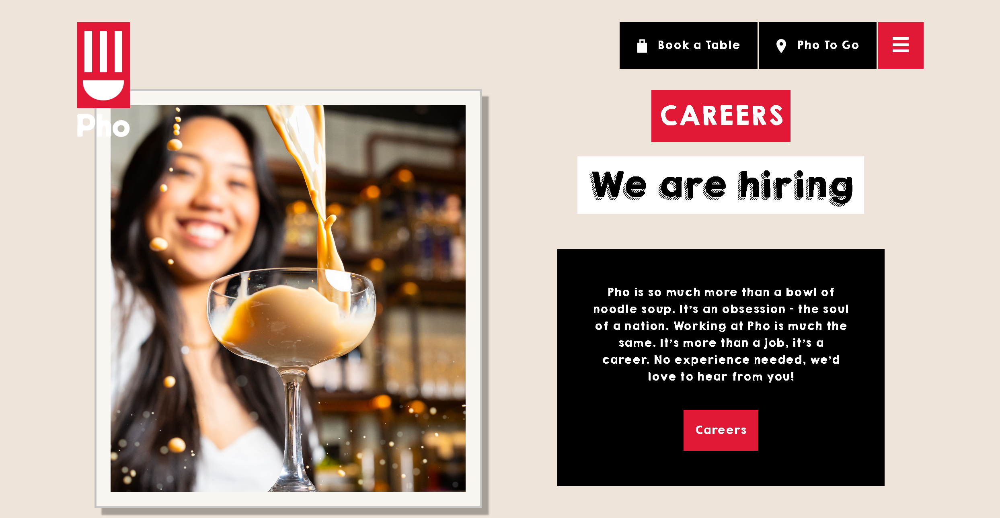 Pho
Book a Table
Pho To Go
CAREERS
We are hiring
Pho is so much more than a bowl of
noodle soup. It's an obsession - the soul
of a nation. Working at Pho is much the
same. It's more than a job, it's a
career. No experience needed, we'd
love to hear from you!
Careers